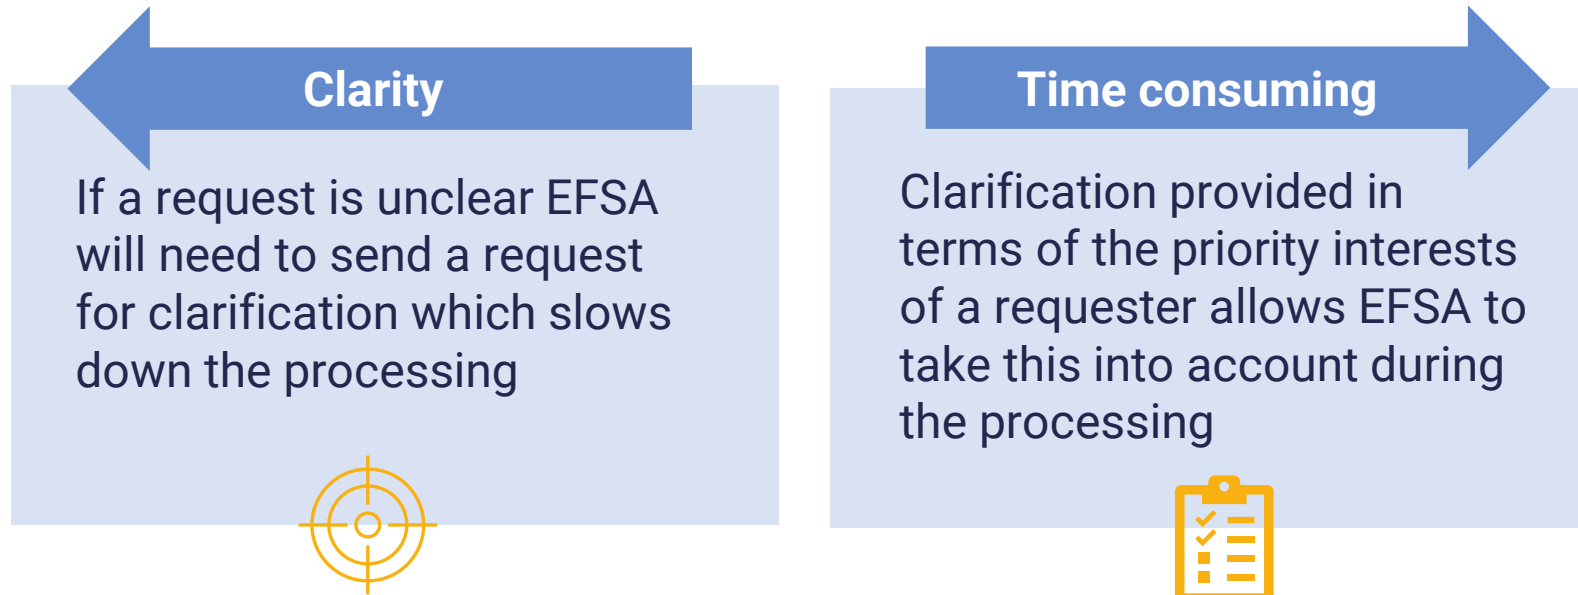 Clarity
If a request is unclear EFSA
will need to send a request
for clarification which slows
down the processing
Time consuming
Clarification provided in
terms of the priority interests
of a requester allows EFSA to
take this into account during
the processing